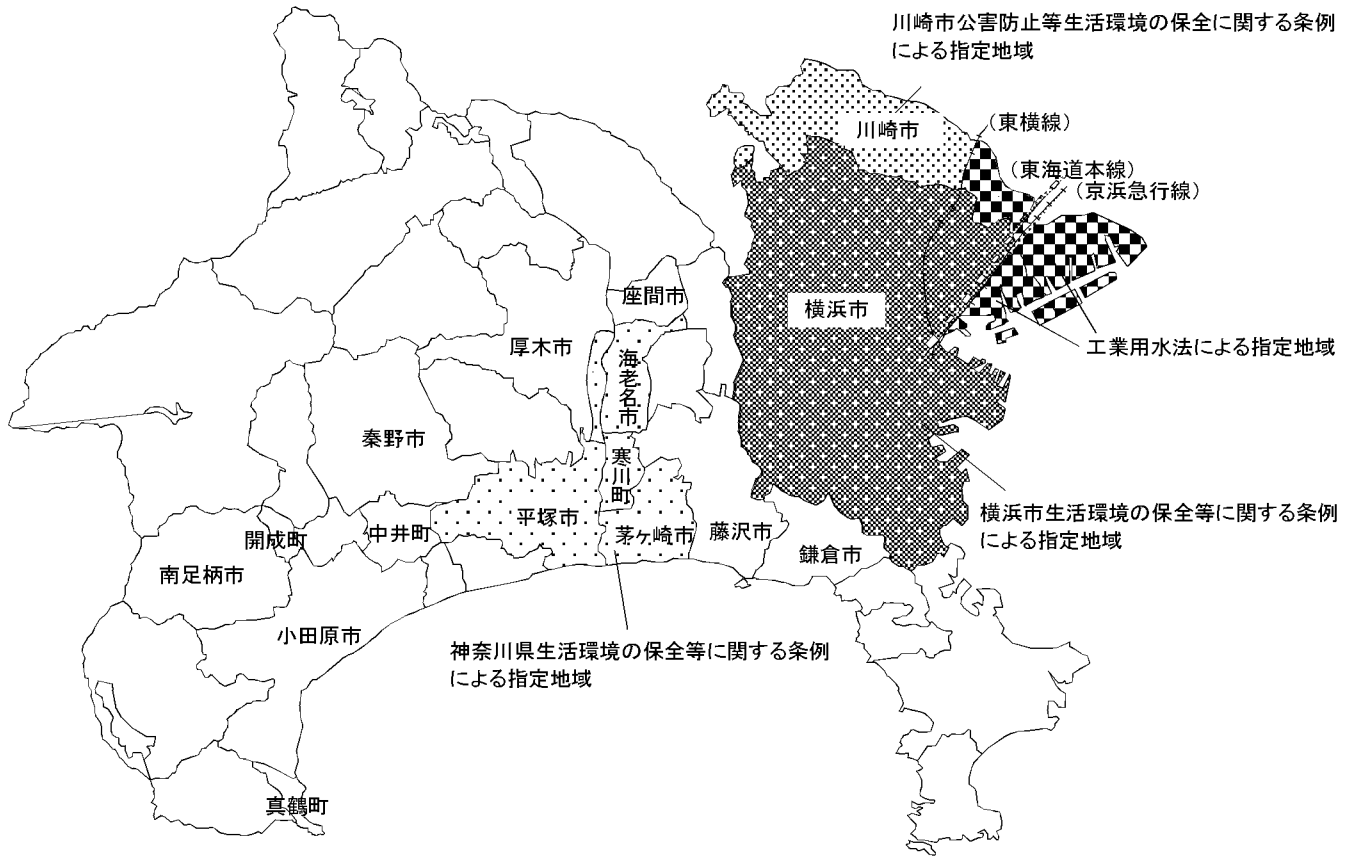 川崎市公害防止等生活環境の保全に関する条例
による指定地域
川崎市
（東横線）
（東海道本線）
（京浜急行線）
座間市
横浜市
厚木市
工業用水法による指定地域
海老名市
秦野市
寒川町
横浜市生活環境の保全等に関する条例
による指定地域
平塚市
開成町
中井町
茅ヶ崎市
藤沢市
鎌倉市
南足柄市
小田原市
神奈川県生活環境の保全等に関する条例
による指定地域
真鶴町